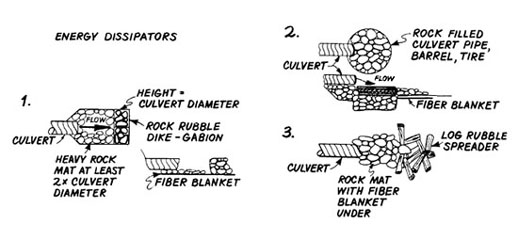 ENERGY DISSIPATORS
1.
HEIGHT =
CULVERT DIAMETER
FLOW
ROCK RUBBLE
DIKE - GABION
CULVERT
HEAVY ROCK
MAT AT LEAST
2x CULVERT
DIAMETER
FIBER BLANKET
2.
ROCK FILLED
CULVERT PIPE,
BARREL, TIRE
CULVERT
FLOW
FIBER BLANKET
3.
LOG RUBBLE
SPREADER
CULVERT
ROCK MAT
WITH FIBER
BLANKET
UNDER